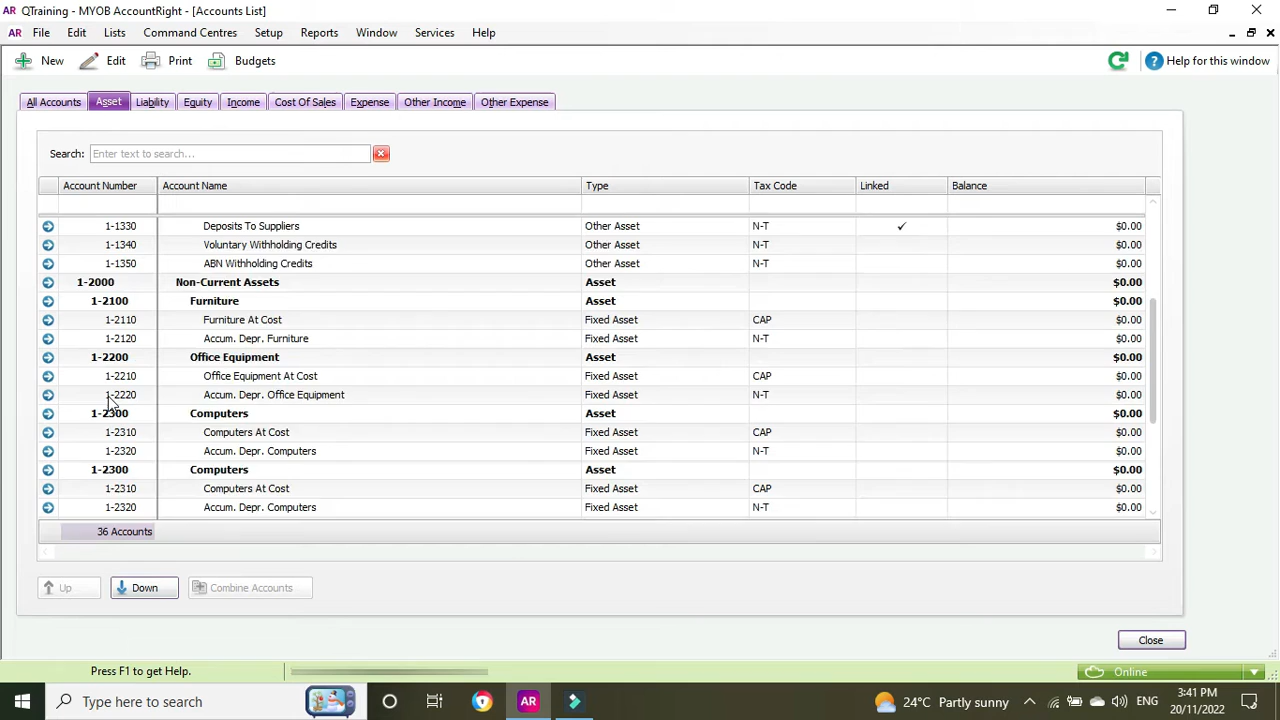 AR QTraining - MYOB AccountRight - [Accounts List]
AR File Edit Lists Command Centres Setup Reports Window Services Help
New Edit Print Budgets ? Help for this window
All Accounts Asset Liability Equity Income Cost Of Sales Expense Other Income Other Expense
Search: Enter text to search...
Account Number Account Name Type Tax Code Linked Balance
1-1330 Deposits To Suppliers Other Asset N-T ✓ $0.00
1-1340 Voluntary Withholding Credits Other Asset N-T $0.00
1-1350 ABN Withholding Credits Other Asset N-T $0.00
1-2000 Non-Current Assets Asset $0.00
1-2100 Furniture Asset $0.00
1-2110 Furniture At Cost Fixed Asset CAP $0.00
1-2120 Accum. Depr. Furniture Fixed Asset N-T $0.00
1-2200 Office Equipment Asset $0.00
1-2210 Office Equipment At Cost Fixed Asset CAP $0.00
1-2220 Accum. Depr. Office Equipment Fixed Asset N-T $0.00
1-2300 Computers Asset $0.00
1-2310 Computers At Cost Fixed Asset CAP $0.00
1-2320 Accum. Depr. Computers Fixed Asset N-T $0.00
1-2300 Computers Asset $0.00
1-2310 Computers At Cost Fixed Asset CAP $0.00
1-2320 Accum. Depr. Computers Fixed Asset N-T $0.00
36 Accounts
Up Down Combine Accounts
Close
Press F1 to get Help. Online
Type here to search AR 24°C Partly sunny ENG 3:41 PM
20/11/2022